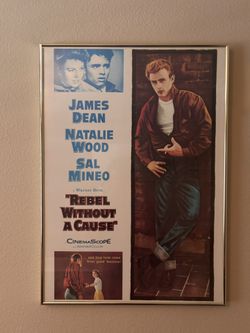 JAMES
DEAN
NATALIE
WOOD
SAL
MINEO
"REBEL
WITHOUT
A CAUSE"
CINEMASCOPE